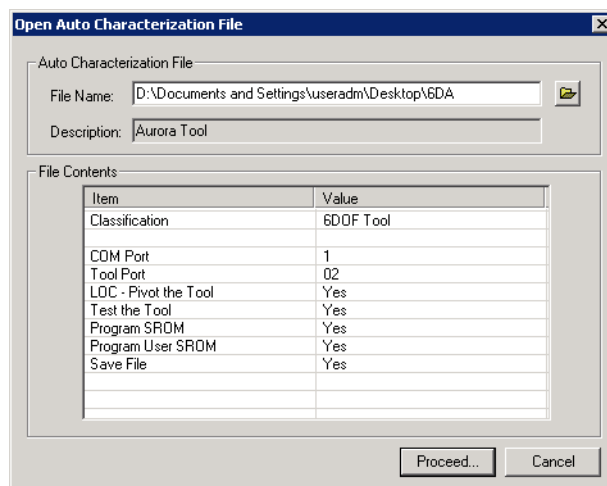 Open Auto Characterization File
Auto Characterization File
File Name: D:\Documents and Settings\useradm\Desktop\6DA
Description: Aurora Tool
File Contents
Item Value
Classification 6DOF Tool
COM Port 1
Tool Port 02
LOC - Pivot the Tool Yes
Test the Tool Yes
Program SROM Yes
Program User SROM Yes
Save File Yes
Proceed... Cancel